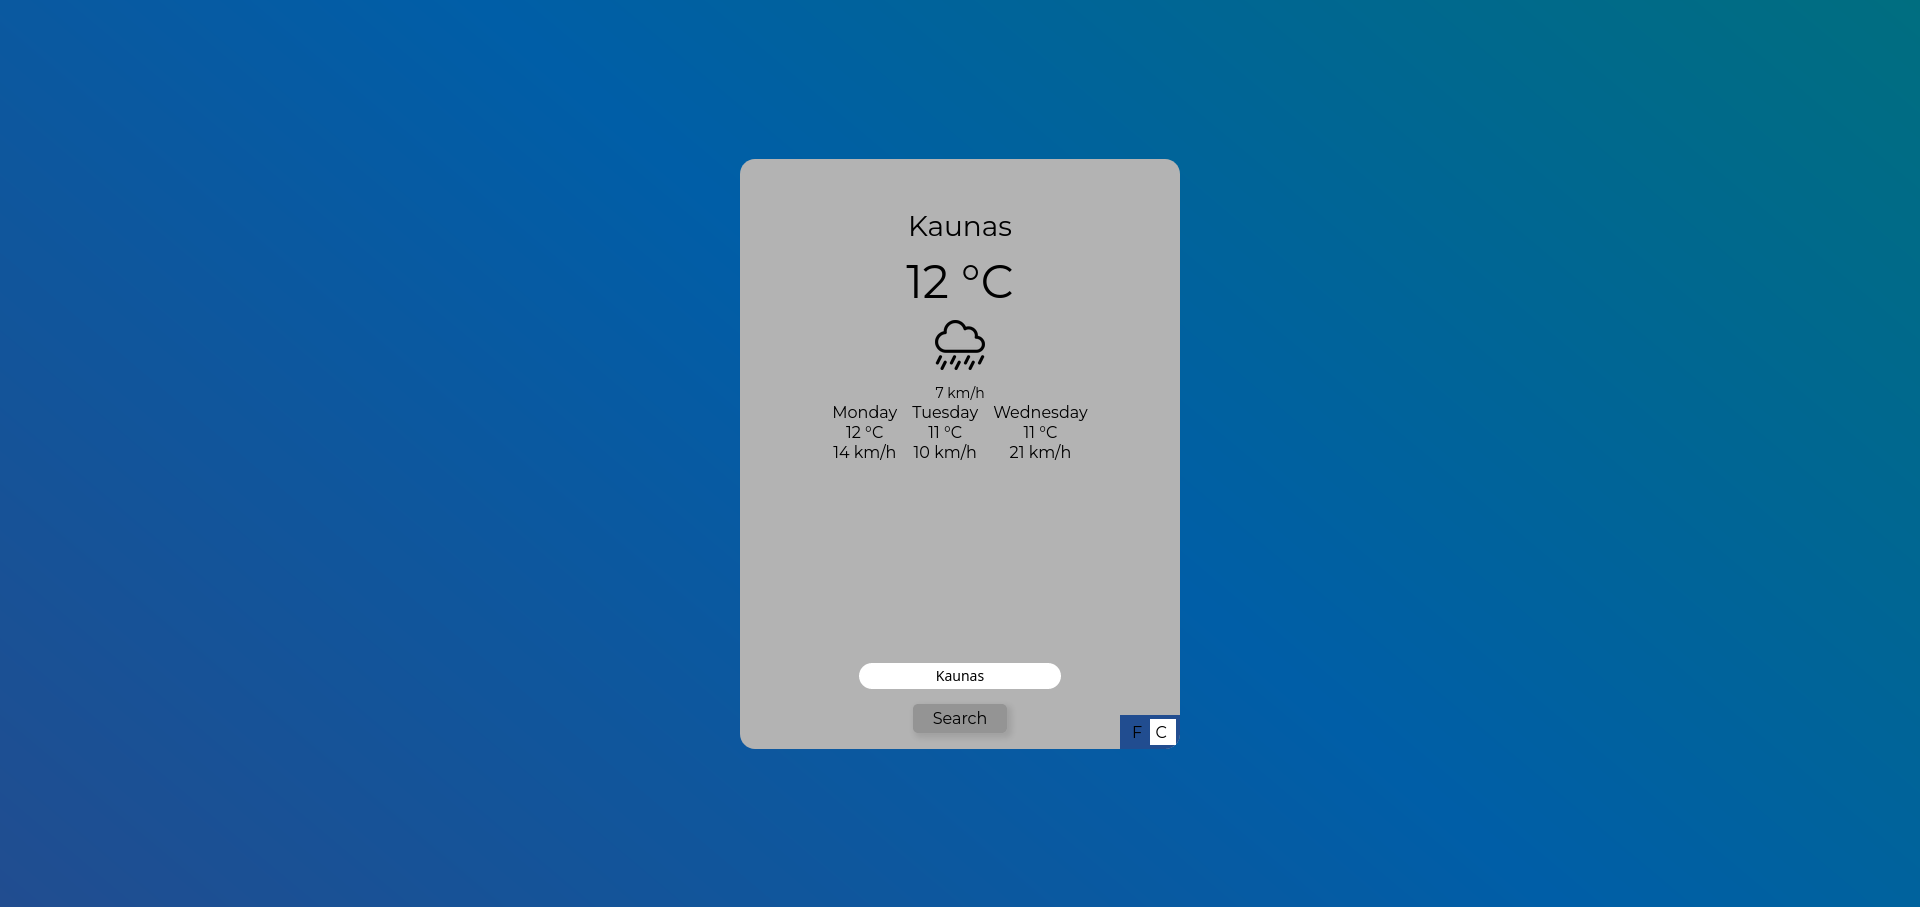 Kaunas
12 °C
7 km/h
Monday Tuesday Wednesday
12 °C 11 °C 11 °C
14 km/h 10 km/h 21 km/h
Kaunas
Search
F C